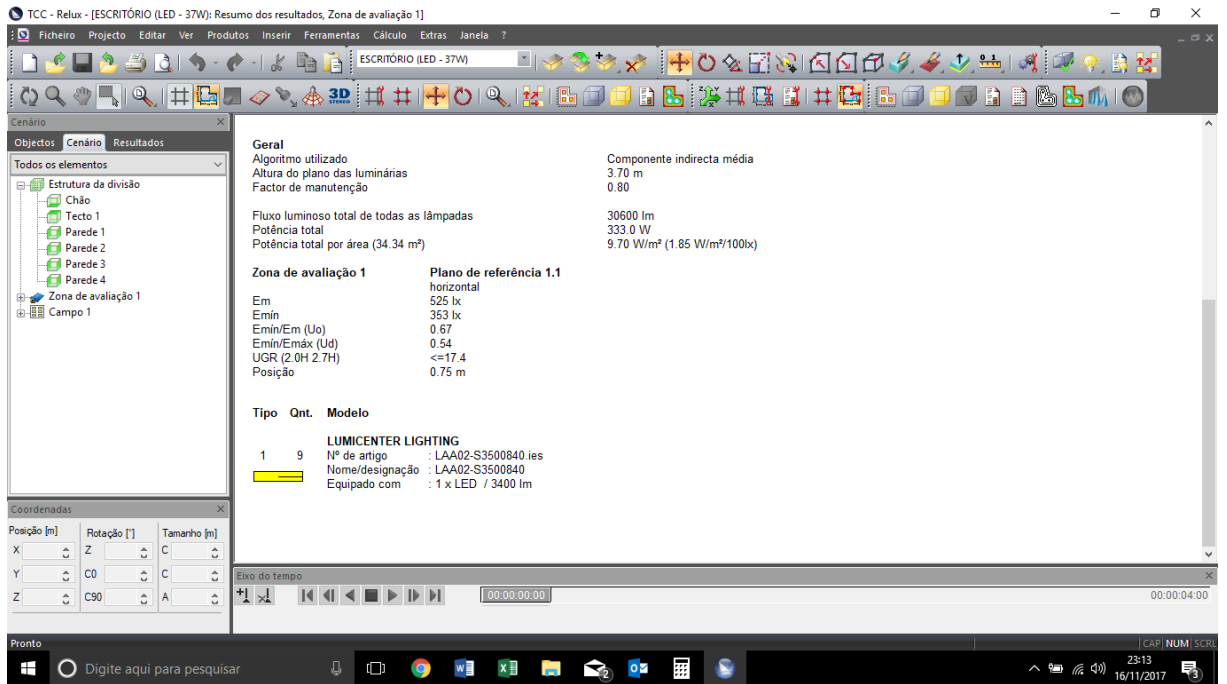 TCC - Relux - [ESCRITÓRIO (LED - 37W): Resumo dos resultados, Zona de avaliação 1]
Ficheiro Projecto Editar Ver Produtos Inserir Ferramentas Cálculo Extras Janela ?
ESCRITÓRIO (LED - 37W)
3D
STEREO
Cenário
Objectos Cenário Resultados
Todos os elementos
Estrutura da divisão
Chão
Tecto 1
Parede 1
Parede 2
Parede 3
Parede 4
Zona de avaliação 1
Campo 1
Geral
Algoritmo utilizado Componente indirecta média
Altura do plano das luminárias 3.70 m
Factor de manutenção 0.80
Fluxo luminoso total de todas as lâmpadas 30600 lm
Potência total 333.0 W
Potência total por área (34.34 m²) 9.70 W/m² (1.85 W/m²/100lx)
Zona de avaliação 1 Plano de referência 1.1
horizontal
Em 525 lx
Emín 353 lx
Emín/Em (Uo) 0.67
Emín/Emáx (Ud) 0.54
UGR (2.0H 2.7H) <=17.4
Posição 0.75 m
Tipo Qnt. Modelo
LUMICENTER LIGHTING
1 9 Nº de artigo : LAA02-S3500840.ies
Nome/designação : LAA02-S3500840
Equipado com : 1 x LED / 3400 lm
Coordenadas
Posição [m] Rotação [°] Tamanho [m]
X Z C
Y C0 C
Z C90 A
Eixo do tempo
00:00:00:00 00:00:04:00
Pronto CAP NUM SCRL
Digite aqui para pesquisar
23:13
16/11/2017